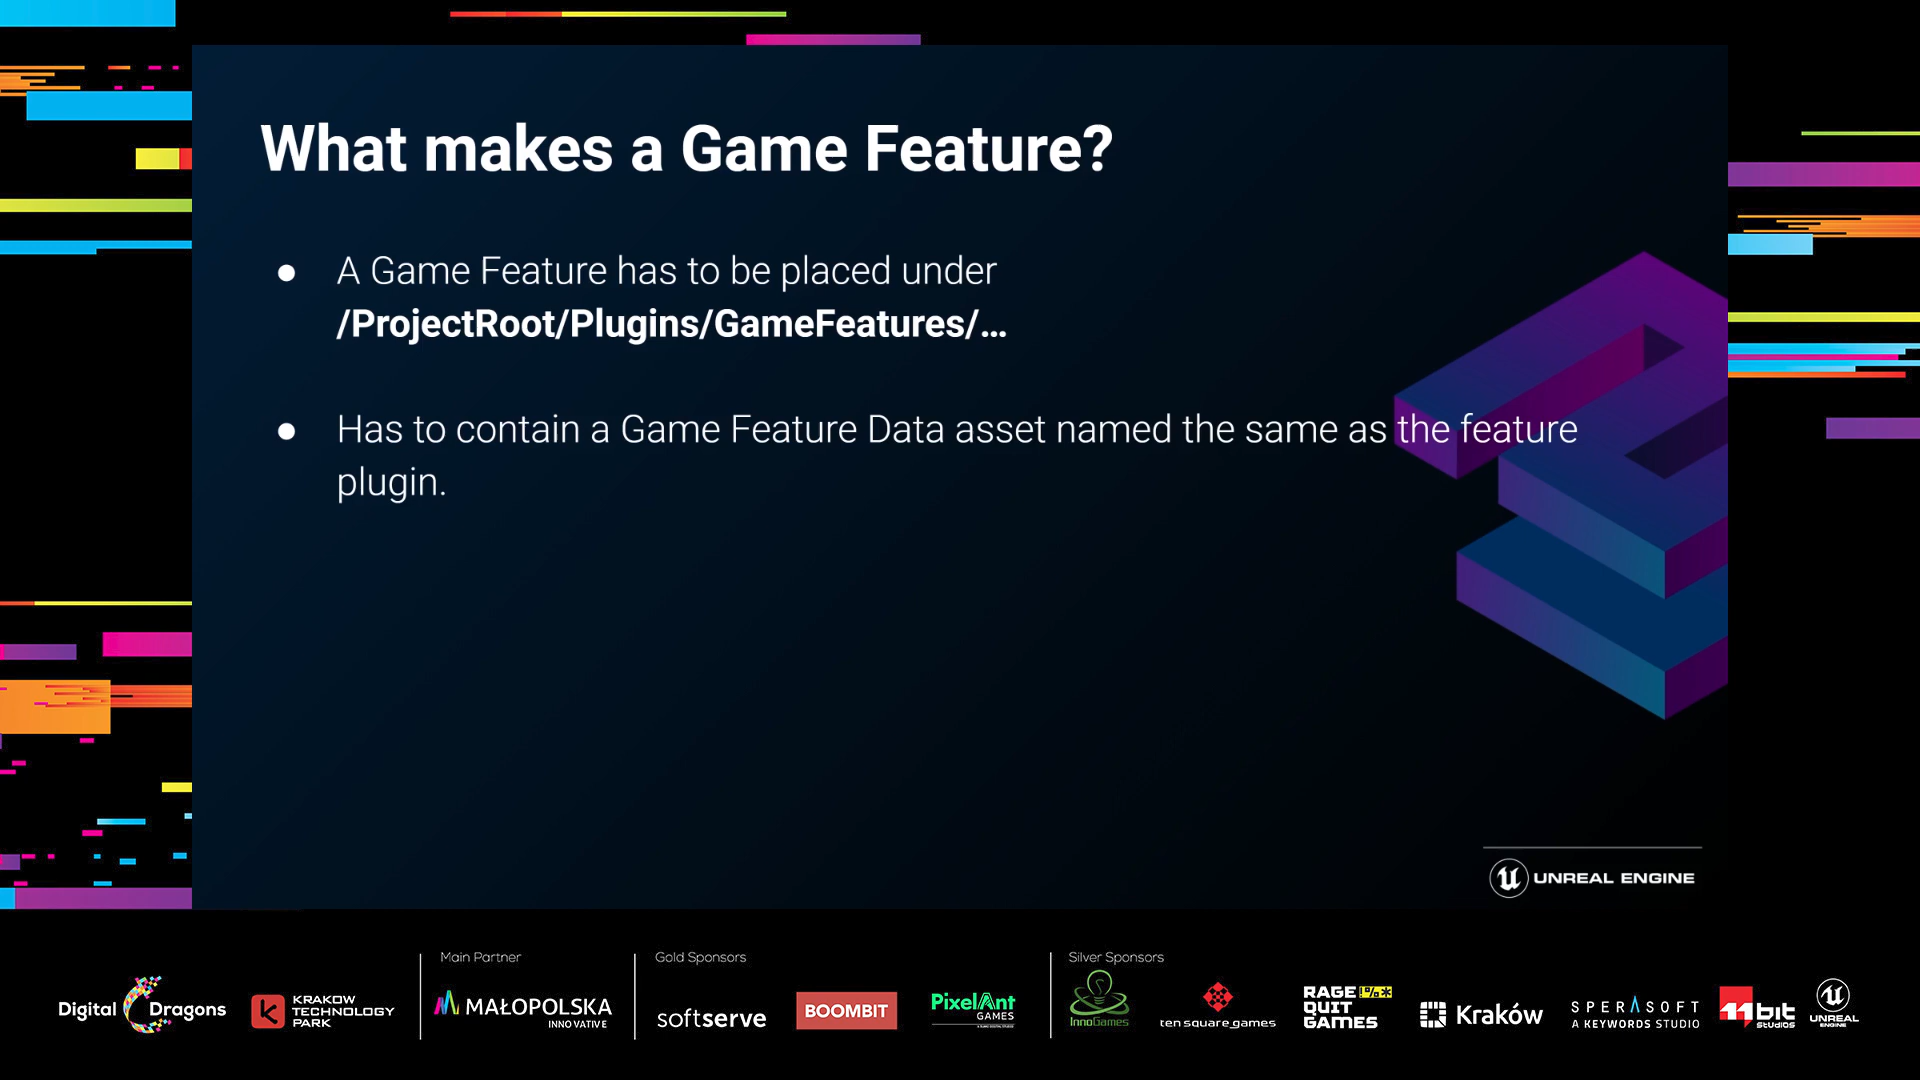 What makes a Game Feature?
● A Game Feature has to be placed under
/ProjectRoot/Plugins/GameFeatures/...
● Has to contain a Game Feature Data asset named the same as the feature
plugin.
UNREAL ENGINE
Main Partner
Gold Sponsors
Silver Sponsors
Digital Dragons
KRAKOW
TECHNOLOGY
PARK
MAŁOPOLSKA
INNOVATIVE
softserve
BOOMBIT
PixelAnt
GAMES
InnoGames
ten square games
RAGE !%*
QUIT
GAMES
Kraków
SPERASOFT
A KEYWORDS STUDIO
11 bit
studios
UNREAL
ENGINE